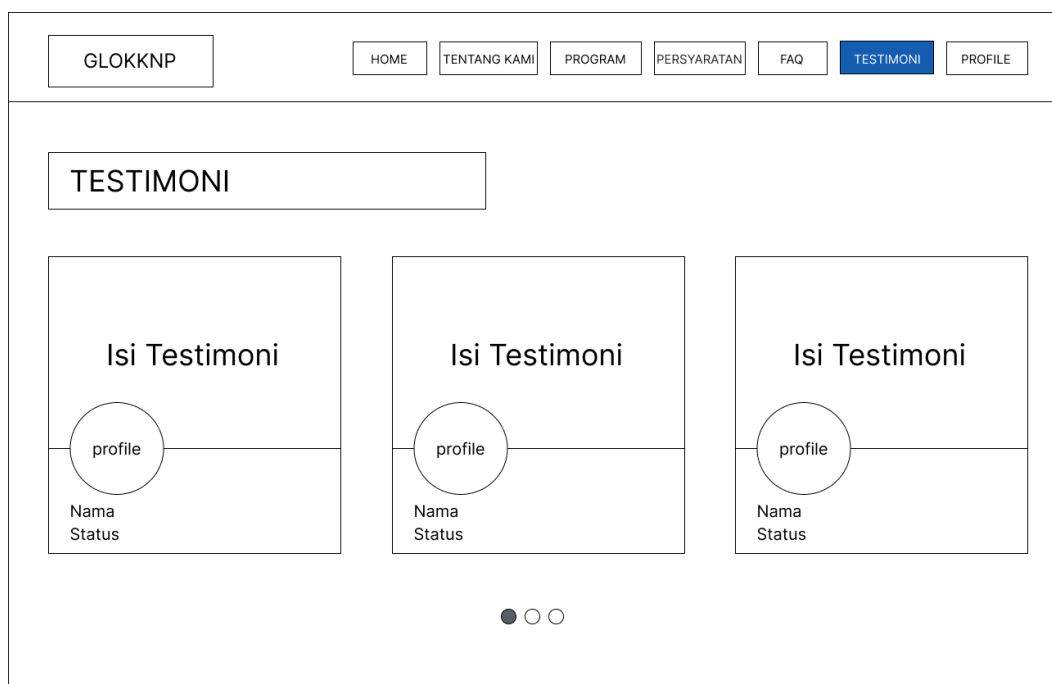 GLOKKNP
HOME
TENTANG KAMI
PROGRAM
PERSYARATAN
FAQ
TESTIMONI
PROFILE
TESTIMONI
Isi Testimoni
profile
Nama
Status
Isi Testimoni
profile
Nama
Status
Isi Testimoni
profile
Nama
Status